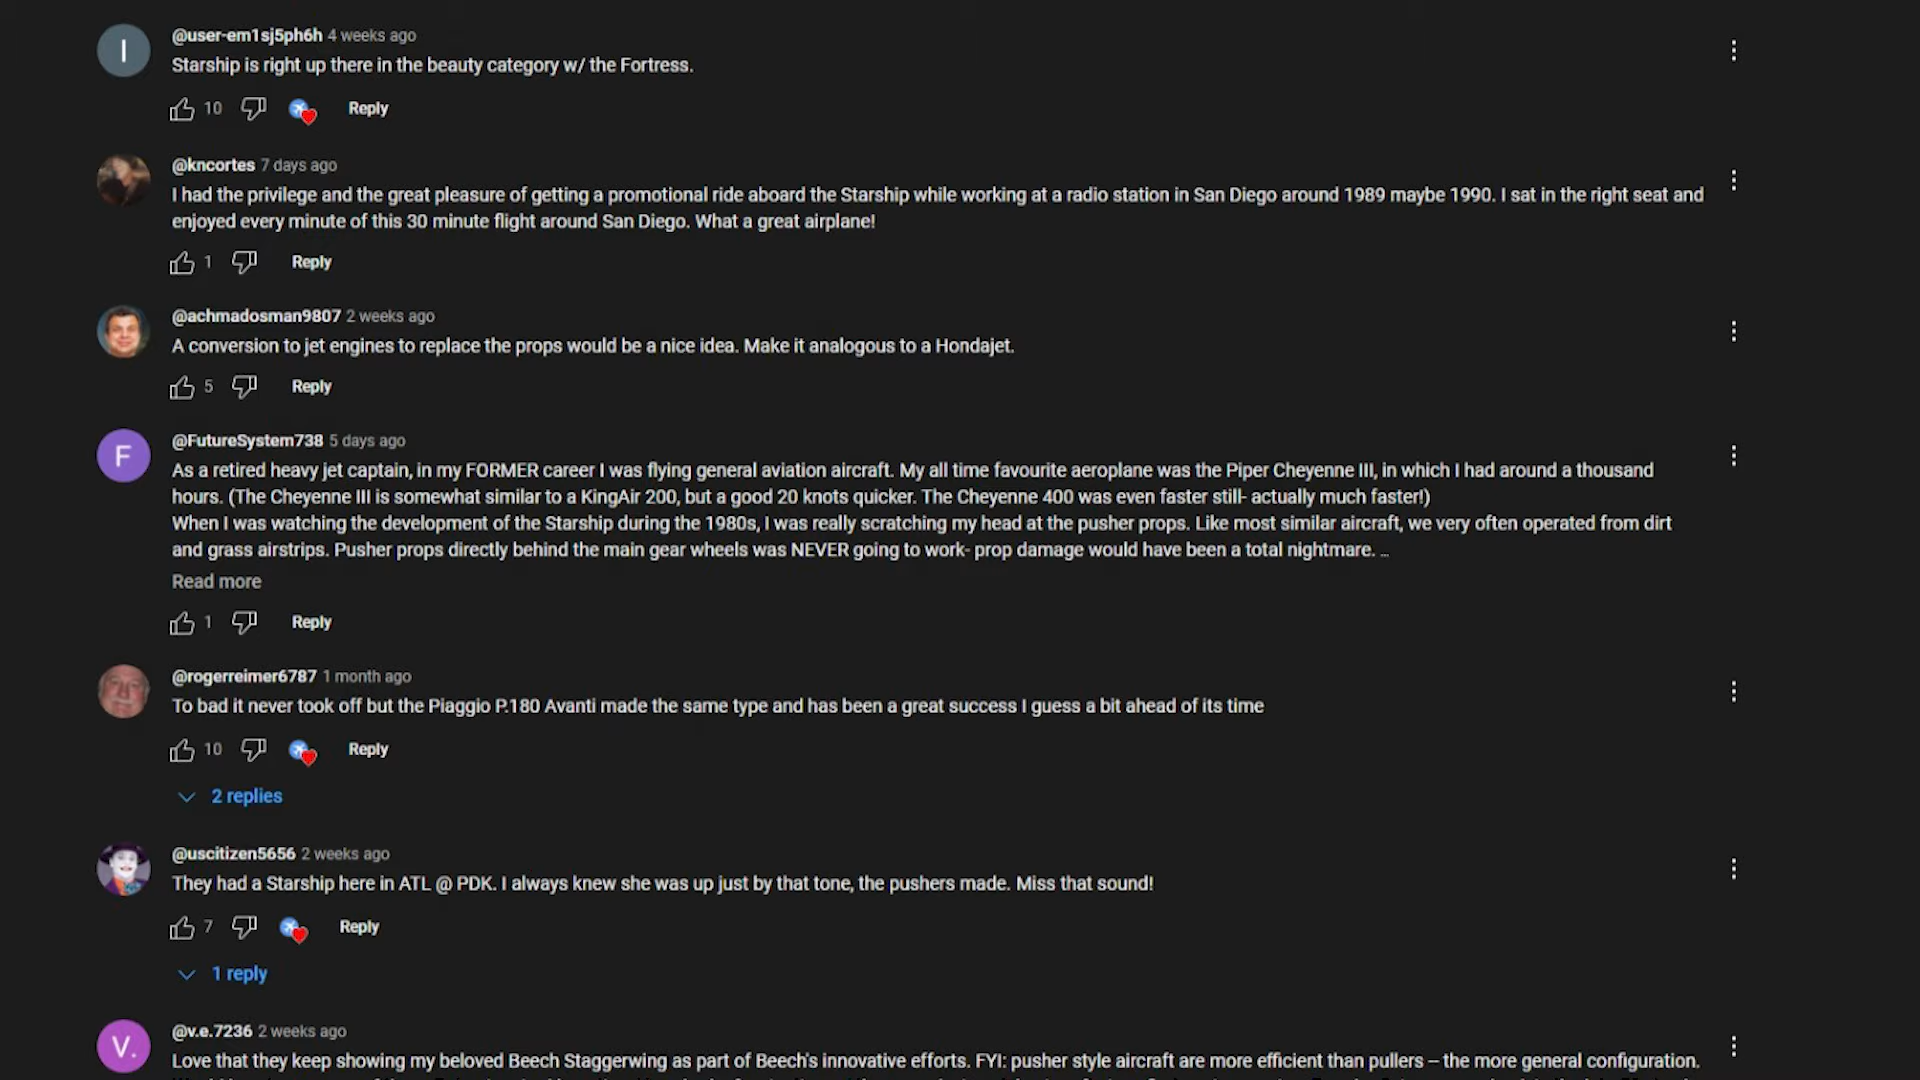 I
@user-em1sj5ph6h 4 weeks ago
Starship is right up there in the beauty category w/ the Fortress.
10 Reply
@kncortes 7 days ago
I had the privilege and the great pleasure of getting a promotional ride aboard the Starship while working at a radio station in San Diego around 1989 maybe 1990. I sat in the right seat and
enjoyed every minute of this 30 minute flight around San Diego. What a great airplane!
1 Reply
@achmadosman9807 2 weeks ago
A conversion to jet engines to replace the props would be a nice idea. Make it analogous to a Hondajet.
5 Reply
F
@FutureSystem738 5 days ago
As a retired heavy jet captain, in my FORMER career I was flying general aviation aircraft. My all time favourite aeroplane was the Piper Cheyenne III, in which I had around a thousand
hours. (The Cheyenne III is somewhat similar to a KingAir 200, but a good 20 knots quicker. The Cheyenne 400 was even faster still- actually much faster!)
When I was watching the development of the Starship during the 1980s, I was really scratching my head at the pusher props. Like most similar aircraft, we very often operated from dirt
and grass airstrips. Pusher props directly behind the main gear wheels was NEVER going to work- prop damage would have been a total nightmare. ...
Read more
1 Reply
@rogerreimer6787 1 month ago
To bad it never took off but the Piaggio P.180 Avanti made the same type and has been a great success I guess a bit ahead of its time
10 Reply
2 replies
@uscitizen5656 2 weeks ago
They had a Starship here in ATL @ PDK. I always knew she was up just by that tone, the pushers made. Miss that sound!
7 Reply
1 reply
V.
@v.e.7236 2 weeks ago
Love that they keep showing my beloved Beech Staggerwing as part of Beech's innovative efforts. FYI: pusher style aircraft are more efficient than pullers -- the more general configuration.